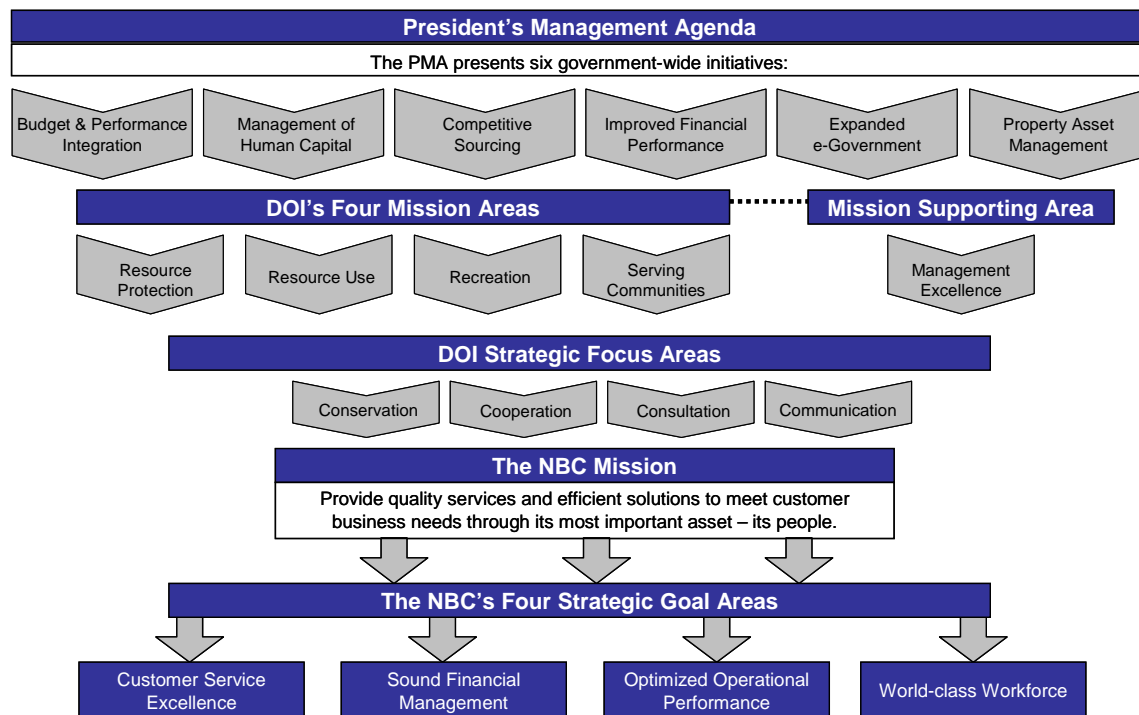 President's Management Agenda
The PMA presents six government-wide initiatives:
Budget & Performance
Integration
Management of
Human Capital
Competitive
Sourcing
Improved Financial
Performance
Expanded
e-Government
Property Asset
Management
DOI's Four Mission Areas
Mission Supporting Area
Resource
Protection
Resource Use
Recreation
Serving
Communities
Management
Excellence
DOI Strategic Focus Areas
Conservation
Cooperation
Consultation
Communication
The NBC Mission
Provide quality services and efficient solutions to meet customer
business needs through its most important asset – its people.
The NBC's Four Strategic Goal Areas
Customer Service
Excellence
Sound Financial
Management
Optimized Operational
Performance
World-class Workforce